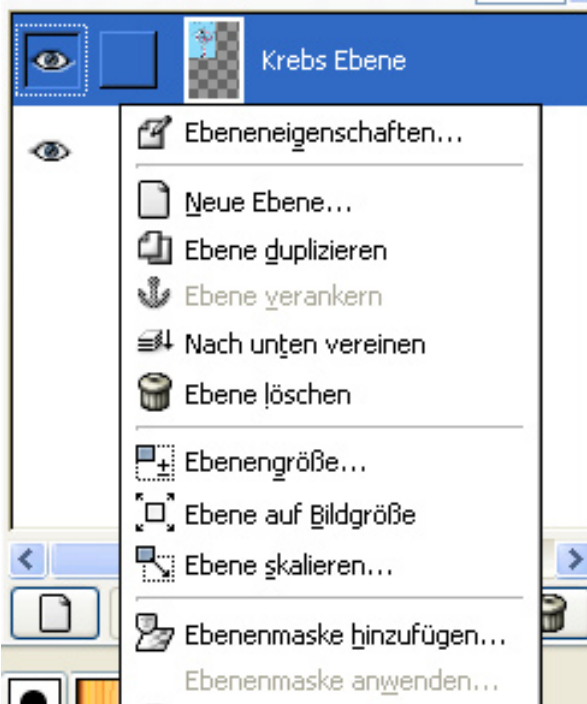 Krebs Ebene
Ebeneneigenschaften...
Neue Ebene...
Ebene duplizieren
Ebene verankern
Nach unten vereinen
Ebene löschen
Ebenengröße...
Ebene auf Bildgröße
Ebene skalieren...
Ebenenmaske hinzufügen...
Ebenenmaske anwenden...